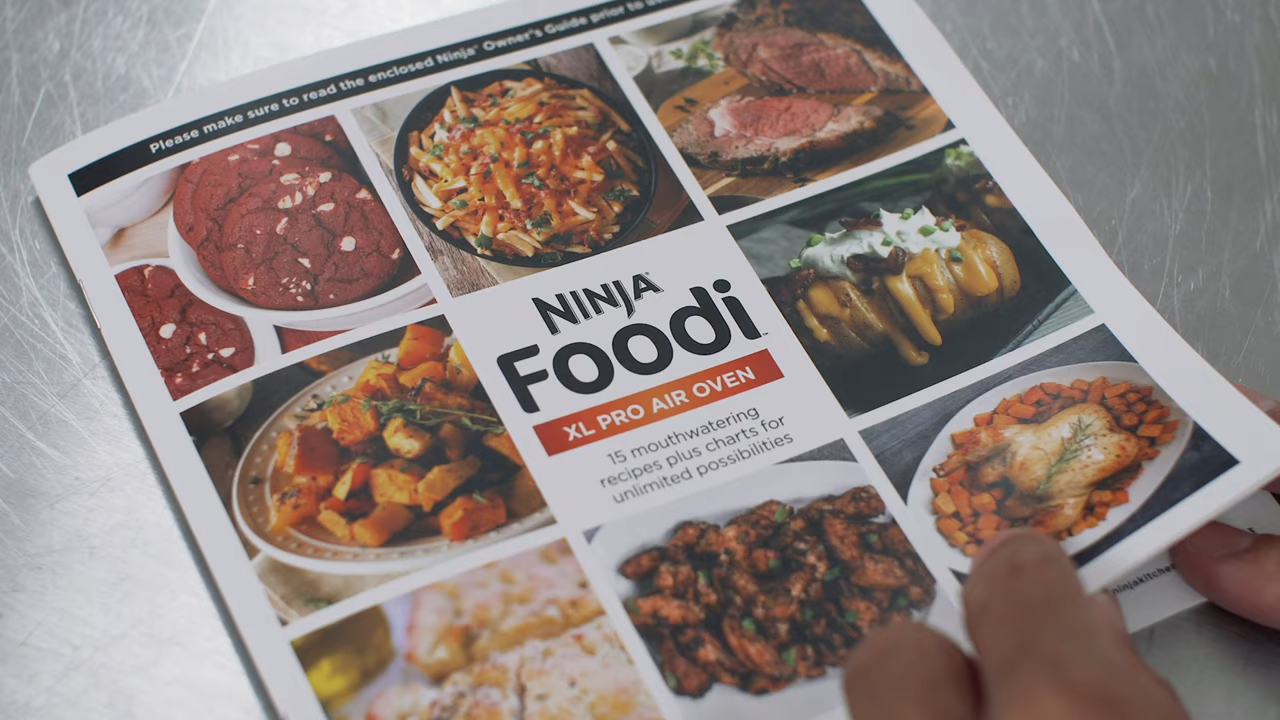 Please make sure to read the enclosed Ninja® Owner's Guide prior to
NINJA®
FOODi™
XL PRO AIR OVEN
15 mouthwatering
recipes plus charts for
unlimited possibilities
ninjakitchen